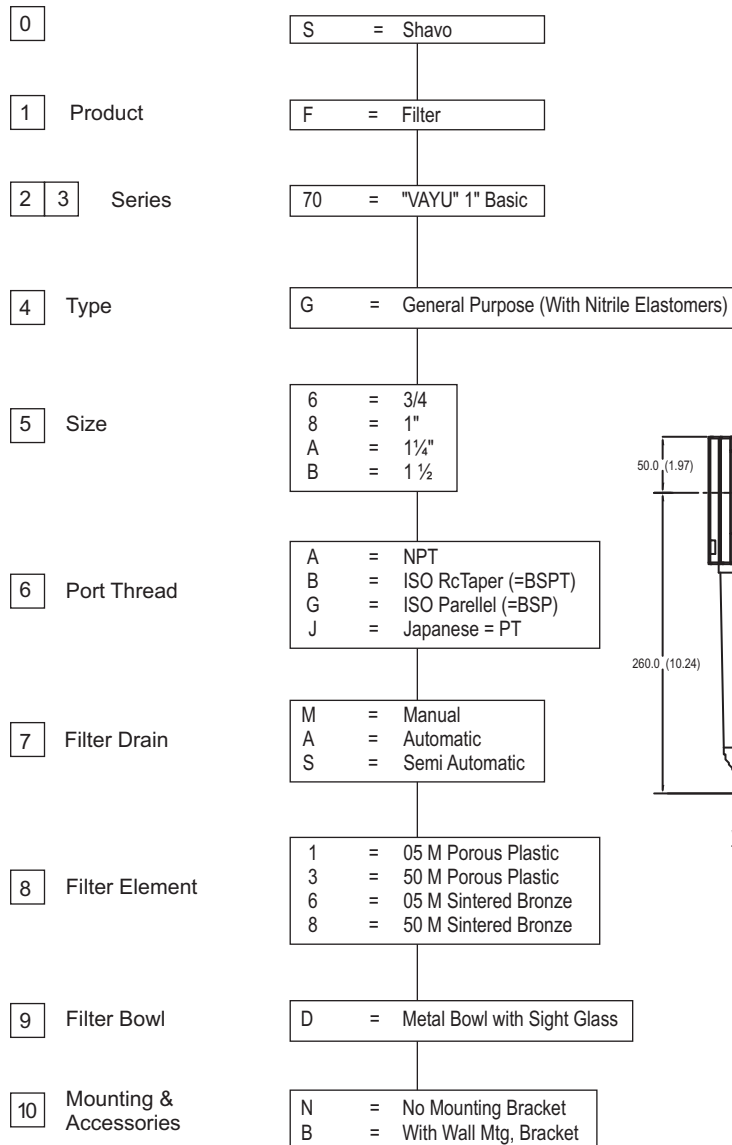 0 S = Shavo
1 Product F = Filter
2 3 Series 70 = "VAYU" 1" Basic
4 Type G = General Purpose (With Nitrile Elastomers)
5 Size
6 = 3/4
8 = 1"
A = 1¼"
B = 1 ½
50.0 (1.97)
6 Port Thread
A = NPT
B = ISO RcTaper (=BSPT)
G = ISO Parellel (=BSP)
J = Japanese = PT
260.0 (10.24)
7 Filter Drain
M = Manual
A = Automatic
S = Semi Automatic
8 Filter Element
1 = 05 M Porous Plastic
3 = 50 M Porous Plastic
6 = 05 M Sintered Bronze
8 = 50 M Sintered Bronze
9 Filter Bowl D = Metal Bowl with Sight Glass
10 Mounting &
Accessories
N = No Mounting Bracket
B = With Wall Mtg, Bracket